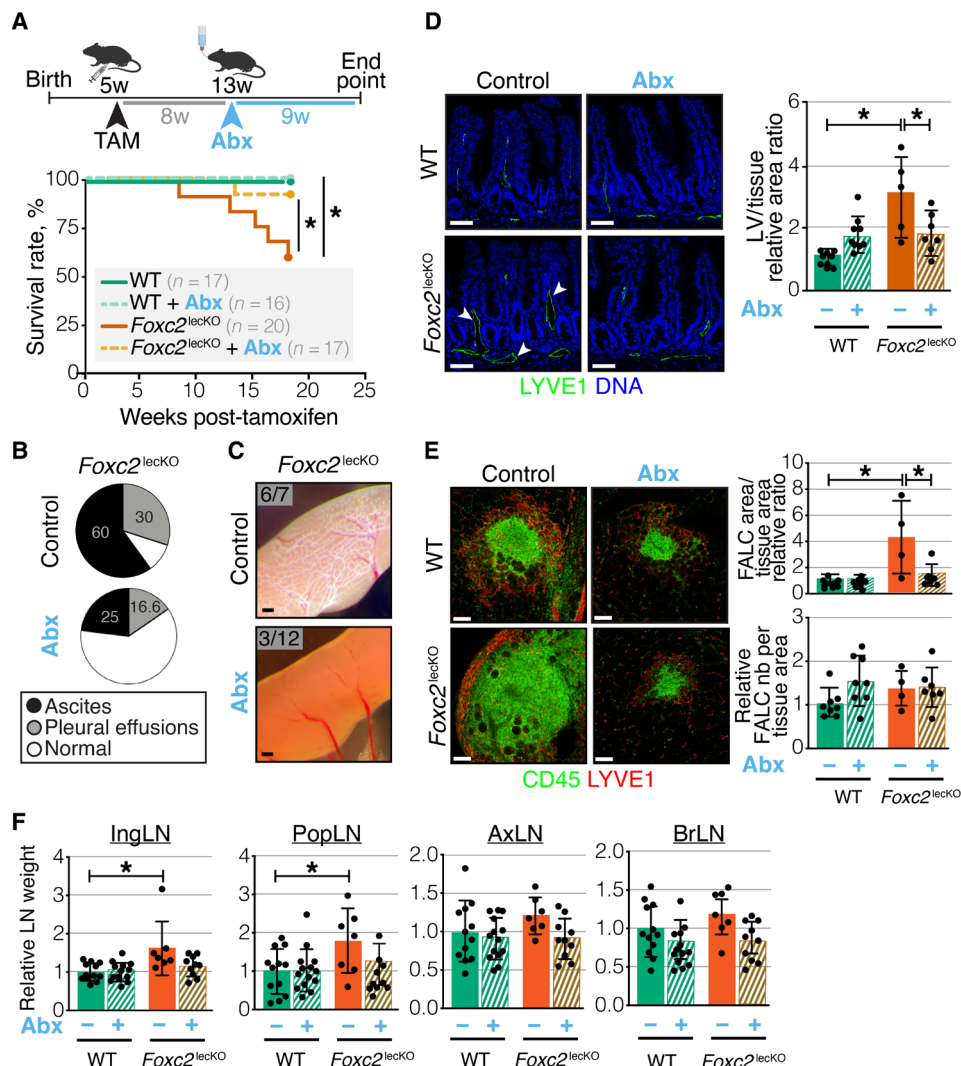 A
Birth
5w
13w
End
point
TAM
8w
Abx
9w
Survival rate, %
100
75
50
25
0
WT (n = 17)
WT + Abx (n = 16)
Foxc2lecKO (n = 20)
Foxc2lecKO + Abx (n = 17)
0 5 10 15 20 25
Weeks post-tamoxifen
B
Foxc2lecKO
Control
60
30
Abx
25
16.6
Ascites
Pleural effusions
Normal
C
Foxc2lecKO
Control
6/7
Abx
3/12
D
Control
Abx
WT
Foxc2lecKO
LYVE1 DNA
LV/tissue
relative area ratio
6
4
2
0
*
*
Abx
− + − +
WT Foxc2lecKO
E
Control
Abx
WT
Foxc2lecKO
CD45 LYVE1
FALC area/
tissue area
relative ratio
10
8
6
4
2
0
*
*
Relative
FALC nb per
tissue area
3
2
1
0
Abx
− + − +
WT Foxc2lecKO
F
Relative LN weight
IngLN
4
3
2
1
0
*
Abx
− + − +
WT Foxc2lecKO
PopLN
4
3
2
1
0
*
− + − +
WT Foxc2lecKO
AxLN
2.0
1.5
1.0
0.5
0.0
− + − +
WT Foxc2lecKO
BrLN
2.0
1.5
1.0
0.5
0.0
− + − +
WT Foxc2lecKO